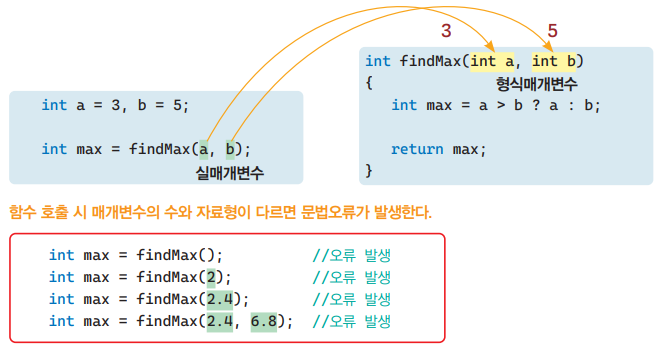 3 5
int findMax(int a, int b)
{ 형식매개변수
int a = 3, b = 5;
int max = a > b ? a : b;
int max = findMax(a, b);
실매개변수
return max;
}
함수 호출 시 매개변수의 수와 자료형이 다르면 문법오류가 발생한다.
int max = findMax(); //오류 발생
int max = findMax(2); //오류 발생
int max = findMax(2.4); //오류 발생
int max = findMax(2.4, 6.8); //오류 발생